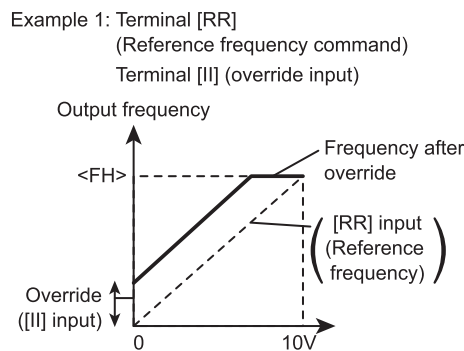 Example 1: Terminal [RR]
(Reference frequency command)
Terminal [II] (override input)
Output frequency
Frequency after
override
<FH>
[RR] input
(Reference
frequency)
Override
([II] input)
0
10V